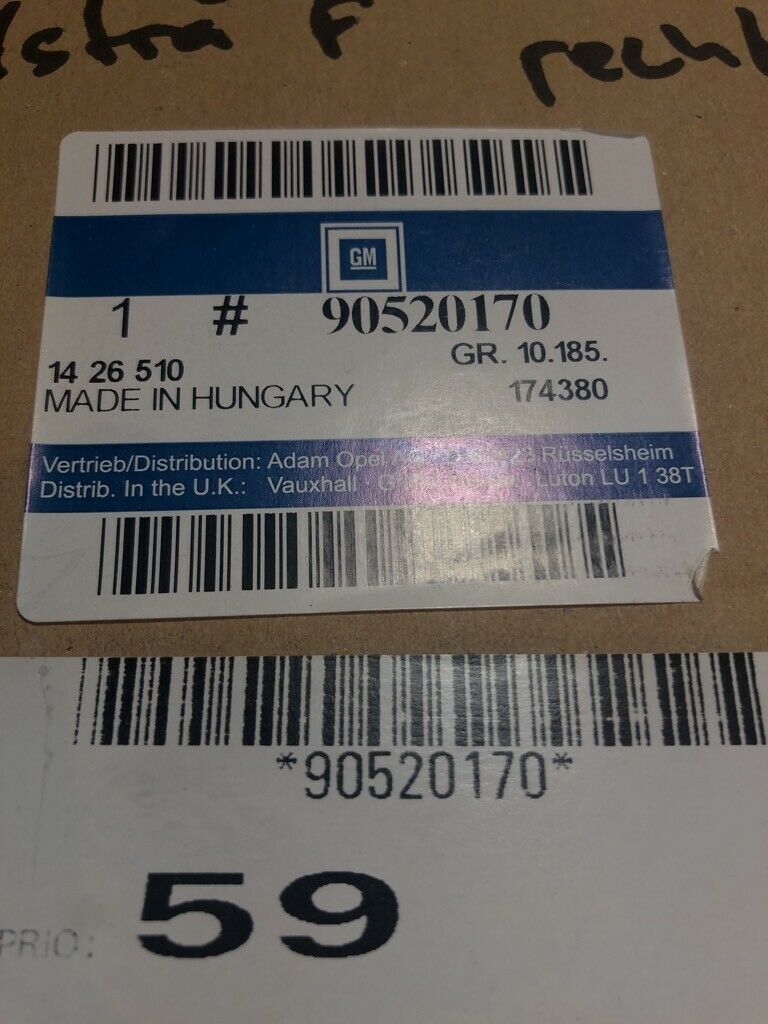 Astra F rechts
GM
1 # 90520170
14 26 510 GR. 10.185.
MADE IN HUNGARY 174380
Vertrieb/Distribution: Adam Opel Rüsselsheim
Distrib. In the U.K.: Vauxhall Luton LU 1 38T
*90520170*
PRIO: 59